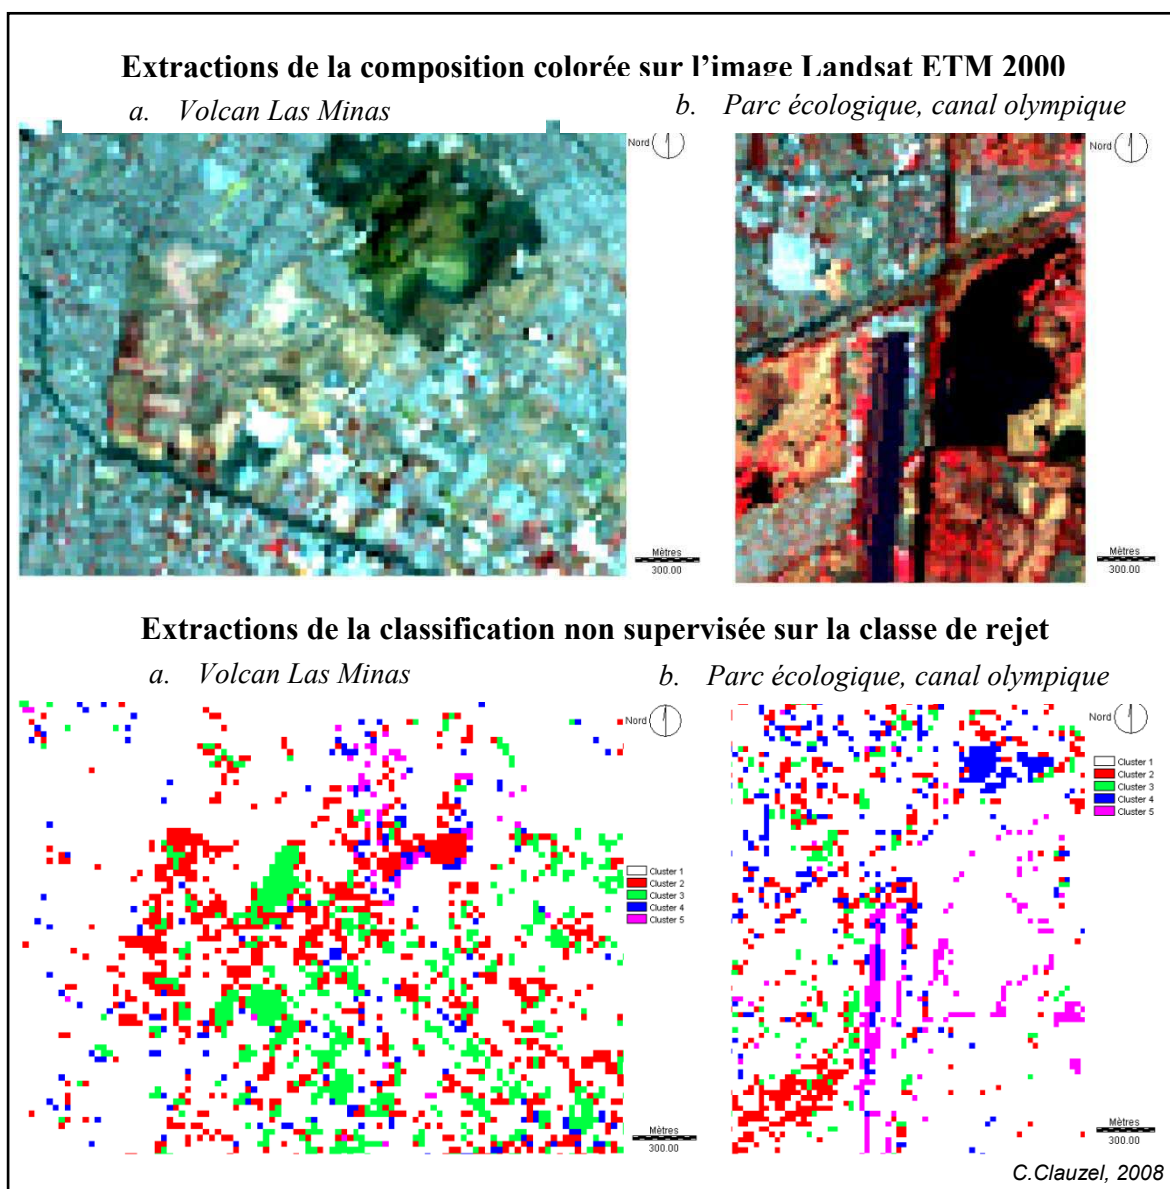 Extractions de la composition colorée sur l'image Landsat ETM 2000
a. Volcan Las Minas
b. Parc écologique, canal olympique
Nord
Nord
Mètres
300.00
Mètres
300.00
Extractions de la classification non supervisée sur la classe de rejet
a. Volcan Las Minas
b. Parc écologique, canal olympique
Nord
Nord
Cluster 1
Cluster 2
Cluster 3
Cluster 4
Cluster 5
Cluster 1
Cluster 2
Cluster 3
Cluster 4
Cluster 5
Mètres
300.00
Mètres
300.00
C.Clauzel, 2008